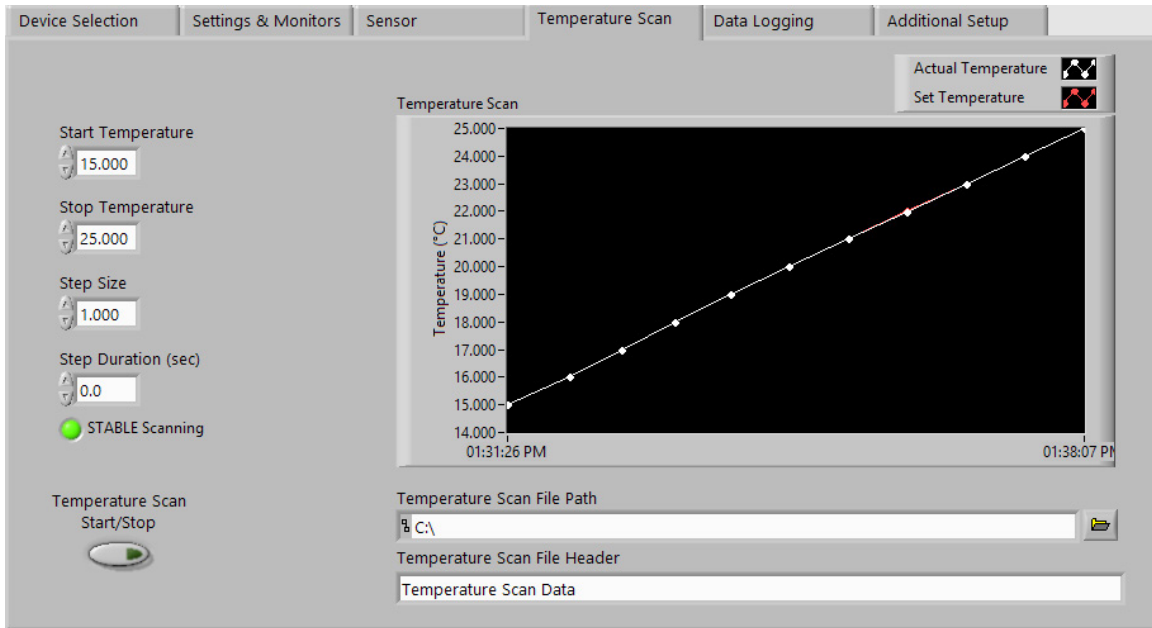 Device Selection
Settings & Monitors
Sensor
Temperature Scan
Data Logging
Additional Setup
Actual Temperature
Set Temperature
Start Temperature
15.000
Stop Temperature
25.000
Step Size
1.000
Step Duration (sec)
0.0
STABLE Scanning
Temperature Scan
Start/Stop
Temperature Scan
Temperature (°C)
25.000
24.000
23.000
22.000
21.000
20.000
19.000
18.000
17.000
16.000
15.000
14.000
01:31:26 PM
01:38:07 PM
Temperature Scan File Path
C:\
Temperature Scan File Header
Temperature Scan Data